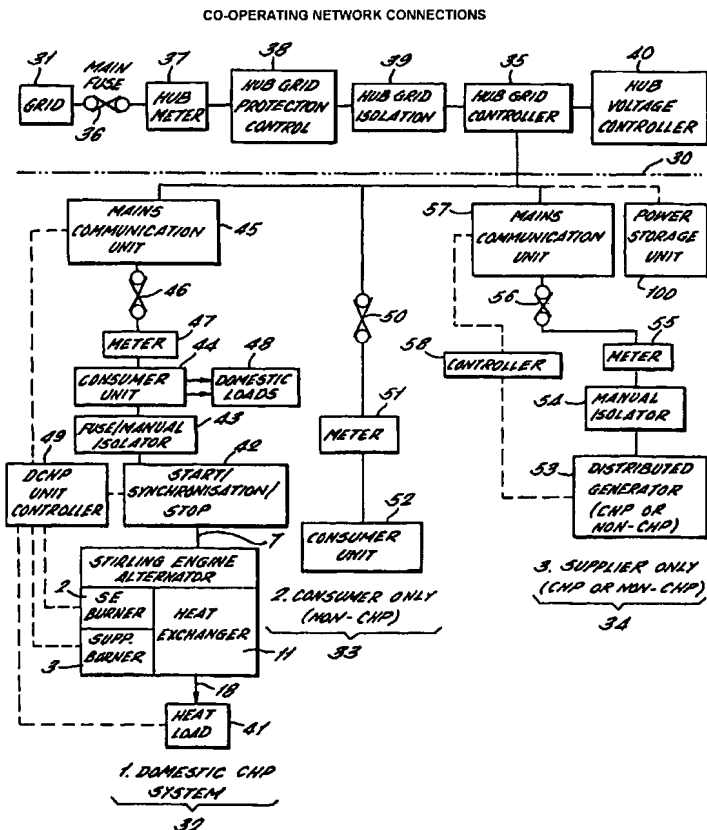 CO-OPERATING NETWORK CONNECTIONS
31
MAIN
FUSE
37
38
39
35
40
GRID
36
HUB
METER
HUB GRID
PROTECTION
CONTROL
HUB GRID
ISOLATION
HUB GRID
CONTROLLER
HUB
VOLTAGE
CONTROLLER
30
MAINS
COMMUNICATION
UNIT
45
57
MAINS
COMMUNICATION
UNIT
POWER
STORAGE
UNIT
100
46
50
56
METER
47
44
48
CONSUMER
UNIT
DOMESTIC
LOADS
58
CONTROLLER
METER
55
54
MANUAL
ISOLATOR
FUSE/MANUAL
ISOLATOR
43
51
METER
49
42
53
DCHP
UNIT
CONTROLLER
START/
SYNCHRONISATION/
STOP
DISTRIBUTED
GENERATOR
(CHP OR
NON-CHP)
52
CONSUMER
UNIT
7
STIRLING ENGINE
ALTERNATOR
2
SE
BURNER
HEAT
EXCHANGER
SUPP.
BURNER
3
11
2. CONSUMER ONLY
(NON-CHP)
33
3. SUPPLIER ONLY
(CHP OR NON-CHP)
34
18
HEAT
LOAD
41
1. DOMESTIC CHP
SYSTEM
32